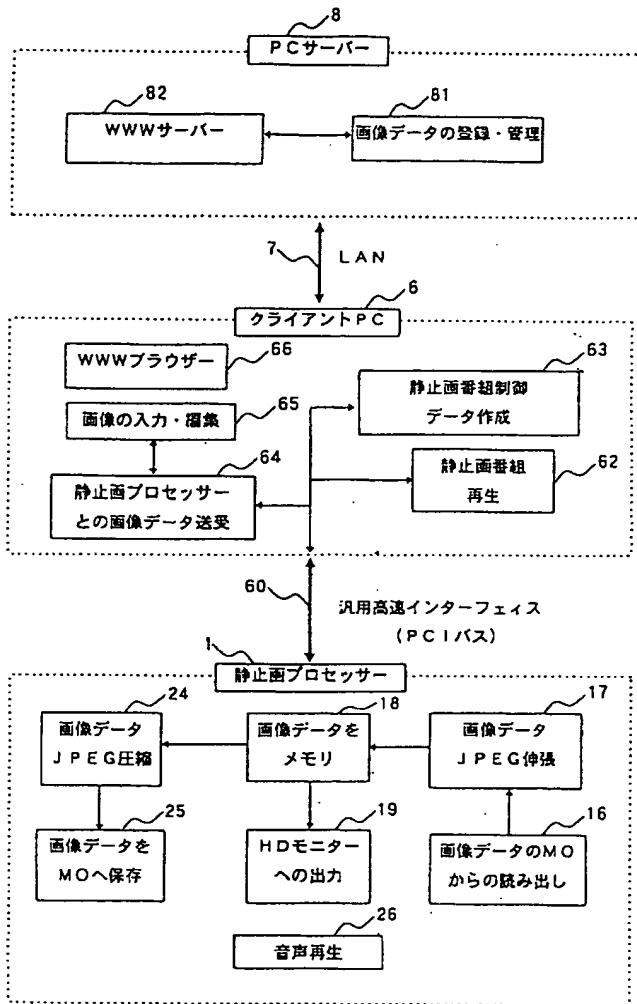 8
PCサーバー
82
81
WWWサーバー
画像データの登録・管理
7
LAN
6
クライアントPC
WWWブラウザー
66
63
静止画番組制御
データ作成
画像の入力・編集
65
64
静止画プロセッサー
との画像データ送受
静止画番組
再生
62
60
汎用高速インターフェイス
(PCIバス)
1
静止画プロセッサー
24
18
17
画像データ
JPEG圧縮
画像データを
メモリ
画像データ
JPEG伸張
25
19
16
画像データを
MOへ保存
HDモニター
への出力
画像データのMO
からの読み出し
26
音声再生